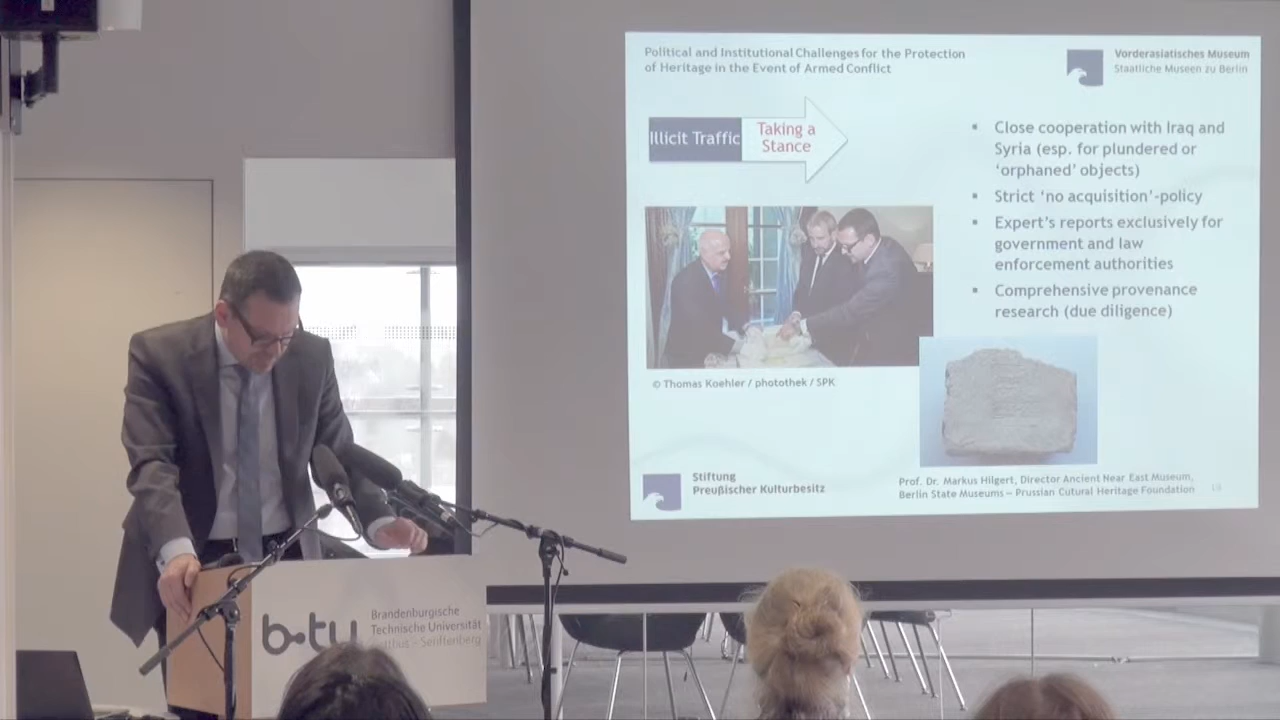 Political and Institutional Challenges for the Protection
of Heritage in the Event of Armed Conflict
Vorderasiatisches Museum
Staatliche Museen zu Berlin
Illicit Traffic
Taking a
Stance
▪ Close cooperation with Iraq and
Syria (esp. for plundered or
‘orphaned’ objects)
▪ Strict ‘no acquisition’-policy
▪ Expert’s reports exclusively for
government and law
enforcement authorities
▪ Comprehensive provenance
research (due diligence)
© Thomas Koehler / photothek / SPK
Stiftung
Preußischer Kulturbesitz
Prof. Dr. Markus Hilgert, Director Ancient Near East Museum,
Berlin State Museums – Prussian Cutural Heritage Foundation
b-tu
Brandenburgische
Technische Universität
Cottbus - Senftenberg